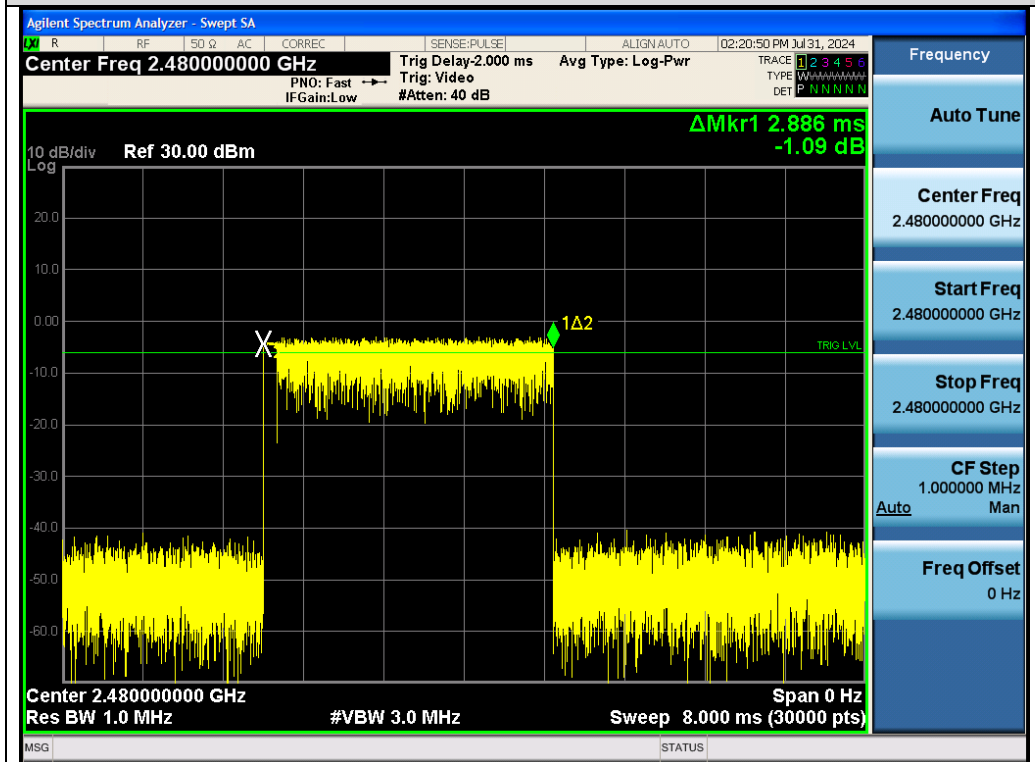 Agilent Spectrum Analyzer - Swept SA
LXI R RF 50 Ω AC CORREC SENSE:PULSE ALIGN AUTO 02:20:50 PM Jul 31, 2024
Center Freq 2.480000000 GHz Trig Delay-2.000 ms Avg Type: Log-Pwr TRACE 1 2 3 4 5 6
PNO: Fast Trig: Video TYPE WWWWWW
IFGain:Low #Atten: 40 dB DET P N N N N N
ΔMkr1 2.886 ms
10 dB/div Ref 30.00 dBm -1.09 dB
Log
20.0
10.0
0.00
1Δ2
TRIG LVL
-10.0
-20.0
-30.0
-40.0
-50.0
-60.0
Center 2.480000000 GHz Span 0 Hz
Res BW 1.0 MHz #VBW 3.0 MHz Sweep 8.000 ms (30000 pts)
MSG STATUS
Frequency
Auto Tune
Center Freq
2.480000000 GHz
Start Freq
2.480000000 GHz
Stop Freq
2.480000000 GHz
CF Step
1.000000 MHz
Auto Man
Freq Offset
0 Hz